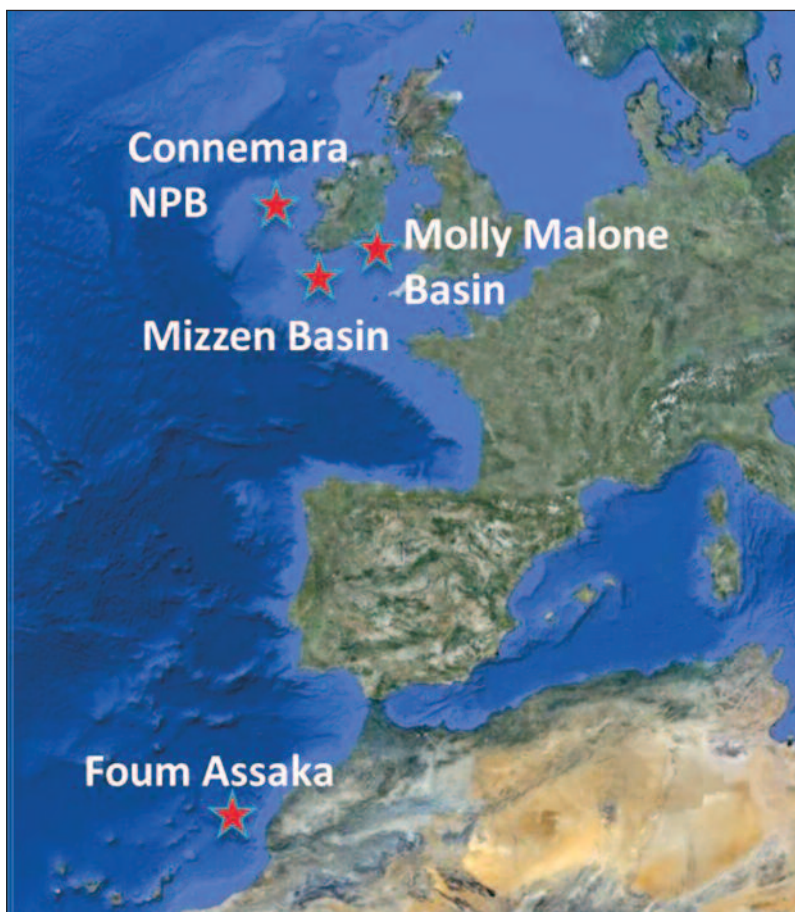 Connemara
NPB
Molly Malone
Basin
Mizzen Basin
Foum Assaka